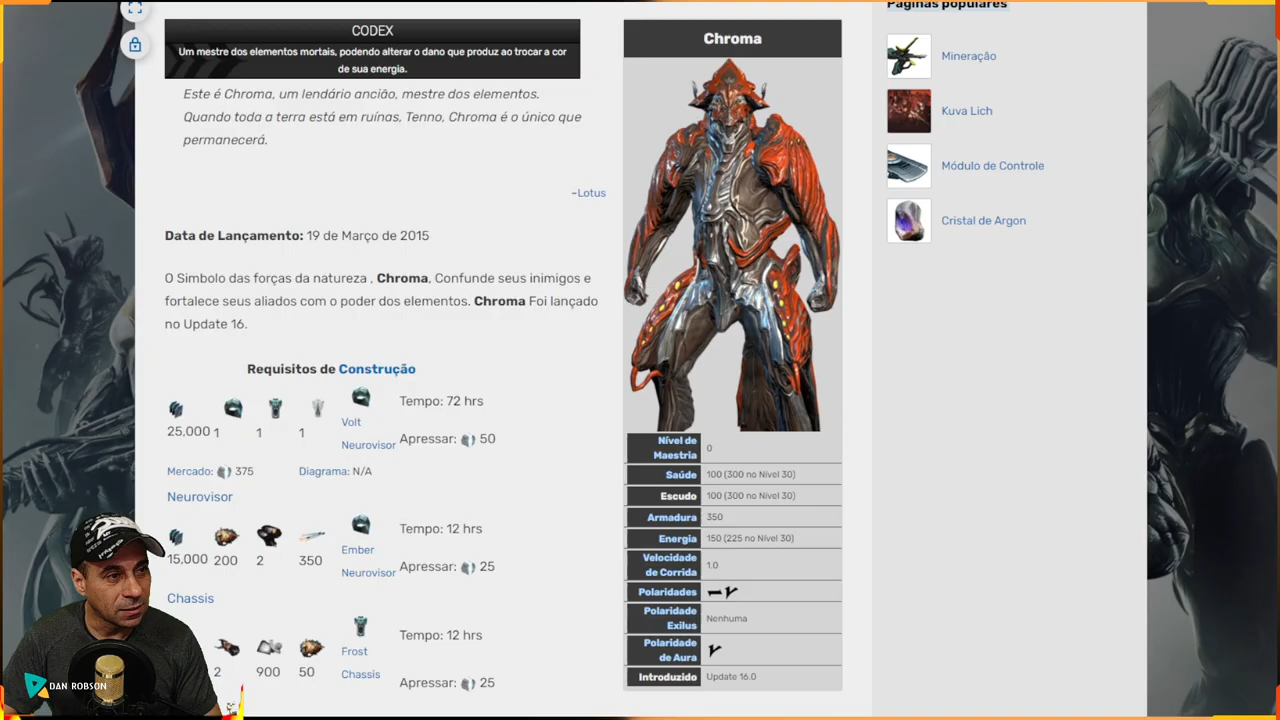 CODEX
Um mestre dos elementos mortais, podendo alterar o dano que produz ao trocar a cor
de sua energia.
Este é Chroma, um lendário ancião, mestre dos elementos.
Quando toda a terra está em ruínas, Tenno, Chroma é o único que
permanecerá.
–Lotus
Data de Lançamento: 19 de Março de 2015
O Simbolo das forças da natureza , Chroma, Confunde seus inimigos e
fortalece seus aliados com o poder dos elementos. Chroma Foi lançado
no Update 16.
Requisitos de Construção
25,000 1 1 1 Volt Neurovisor
Tempo: 72 hrs
Apressar: 50
Mercado: 375 Diagrama: N/A
Neurovisor
15,000 200 2 350 Ember Neurovisor
Tempo: 12 hrs
Apressar: 25
Chassis
2 900 50 Frost Chassis
Tempo: 12 hrs
Apressar: 25
DAN ROBSON
Chroma
Nível de Maestria 0
Saúde 100 (300 no Nível 30)
Escudo 100 (300 no Nível 30)
Armadura 350
Energia 150 (225 no Nível 30)
Velocidade de Corrida 1.0
Polaridades
Polaridade Exilus Nenhuma
Polaridade de Aura
Introduzido Update 16.0
Páginas populares
Mineração
Kuva Lich
Módulo de Controle
Cristal de Argon